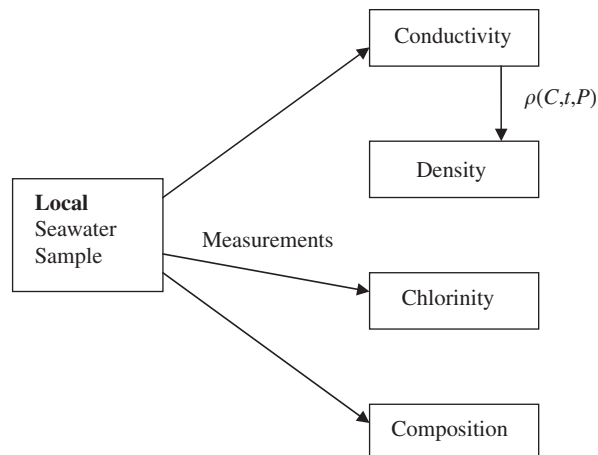 Conductivity
ρ(C,t,P)
Density
Local
Seawater
Sample
Measurements
Chlorinity
Composition